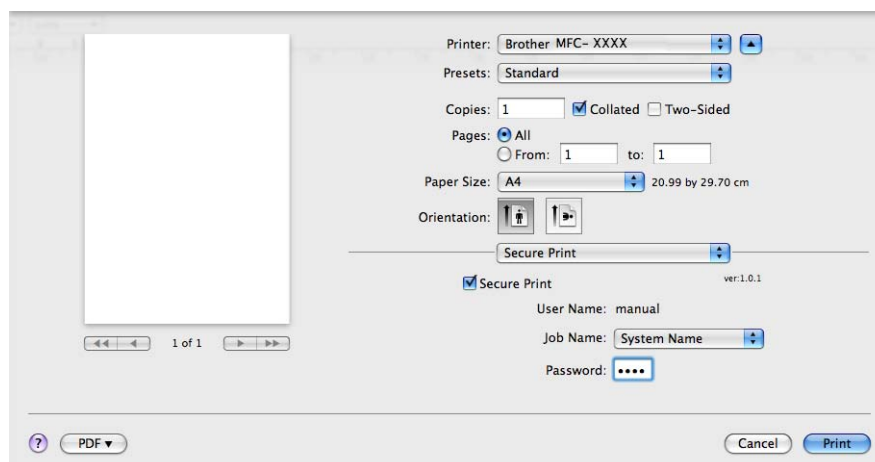 Printer: Brother MFC- XXXX
Presets: Standard
Copies: 1 Collated Two-Sided
Pages: All
From: 1 to: 1
Paper Size: A4 20.99 by 29.70 cm
Orientation:
Secure Print
Secure Print ver:1.0.1
User Name: manual
Job Name: System Name
Password: ••••
1 of 1
? PDF▼ Cancel Print